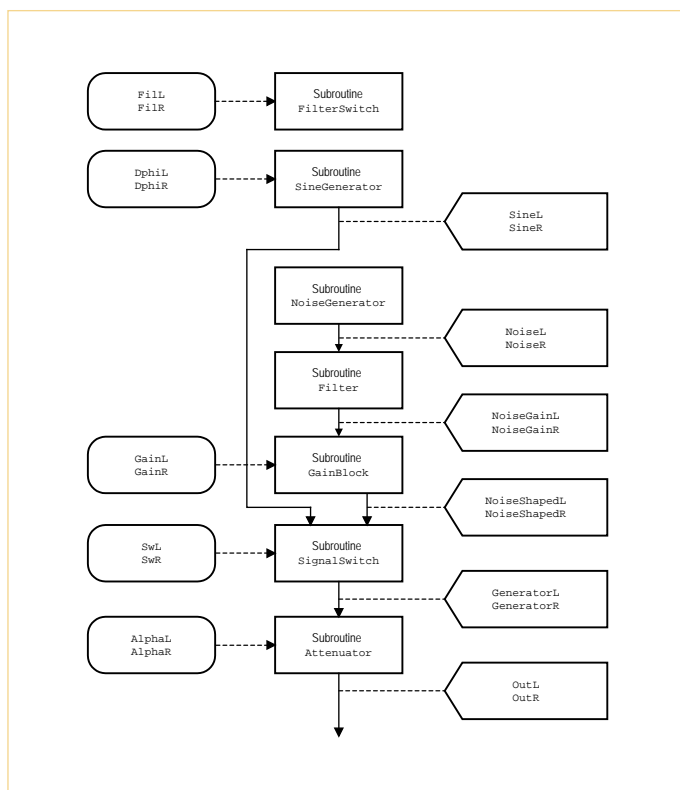 FilL
FilR
Subroutine
FilterSwitch
DphiL
DphiR
Subroutine
SineGenerator
SineL
SineR
Subroutine
NoiseGenerator
NoiseL
NoiseR
Subroutine
Filter
NoiseGainL
NoiseGainR
GainL
GainR
Subroutine
GainBlock
NoiseShapedL
NoiseShapedR
SwL
SwR
Subroutine
SignalSwitch
GeneratorL
GeneratorR
AlphaL
AlphaR
Subroutine
Attenuator
OutL
OutR